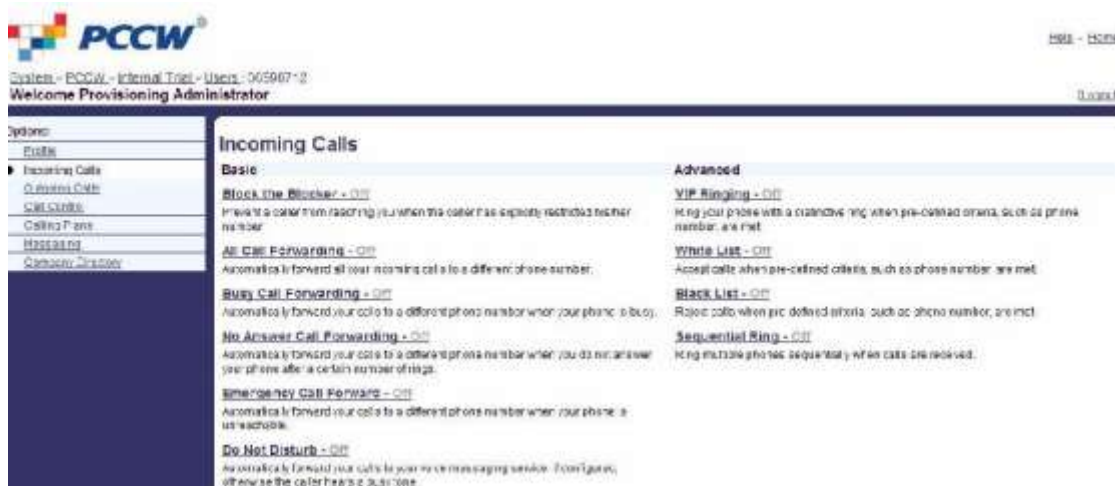 PCCW®
Help - Home
System - PCCW - Internal Trial - Users :
Welcome Provisioning Administrator
Options:
Profile
Incoming Calls
Outgoing Calls
Call Control
Calling Plans
Messaging
Company Directory
Incoming Calls
Basic
Block the Blocker - Off
Prevent a caller from reaching you when the caller has explicitly restricted his/her
number
All Call Forwarding - Off
Automatically forward all your incoming calls to a different phone number.
Busy Call Forwarding - Off
Automatically forward your calls to a different phone number when your phone is busy.
No Answer Call Forwarding - Off
Automatically forward your calls to a different phone number when you do not answer
your phone after a certain number of rings.
Emergency Call Forward - Off
Automatically forward your calls to a different phone number when your phone is
unreachable.
Do Not Disturb - Off
Automatically forward your calls to your voice messaging service, if configured,
otherwise the caller hears a busy tone
Advanced
VIP Ringing - Off
Ring your phone with a distinctive ring when pre-defined criteria, such as phone
number, are met
White List - Off
Accept calls when pre-defined criteria, such as phone number, are met.
Black List - Off
Reject calls when pre-defined criteria, such as phone number, are met.
Sequential Ring - Off
Ring multiple phones sequentially when calls are received.